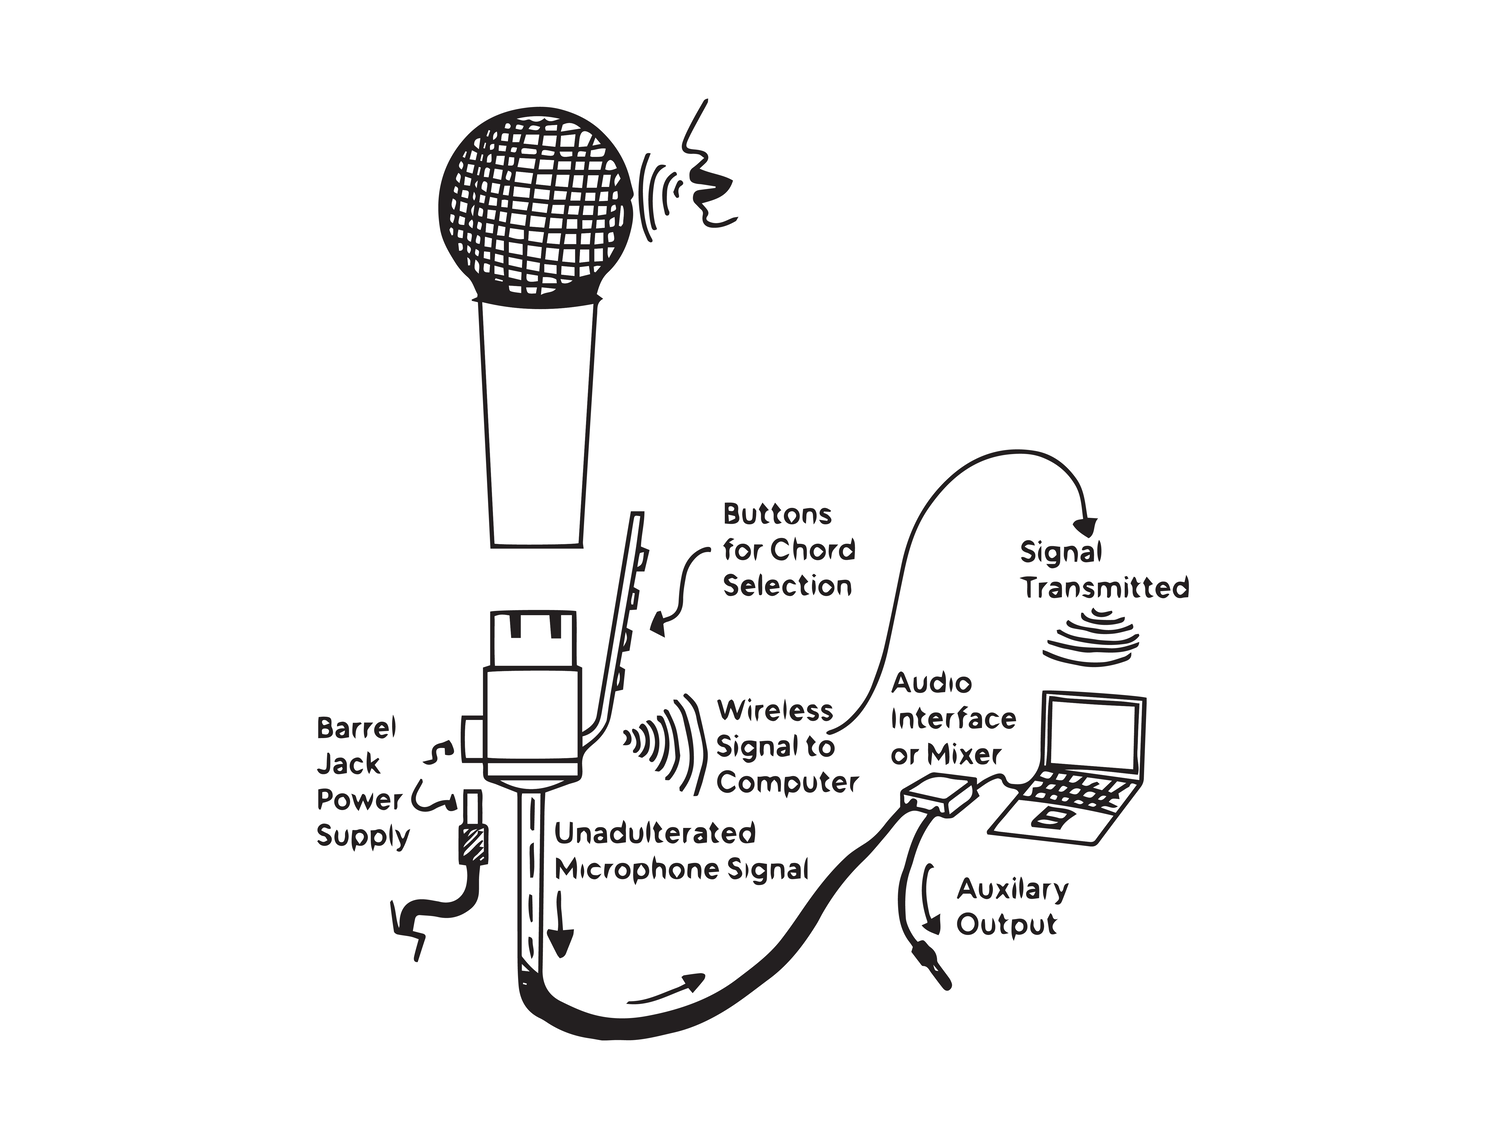 Buttons
for Chord
Selection
Signal
Transmitted
Audio
Interface
or Mixer
Wireless
Signal to
Computer
Barrel
Jack
Power
Supply
Unadulterated
Microphone Signal
Auxilary
Output